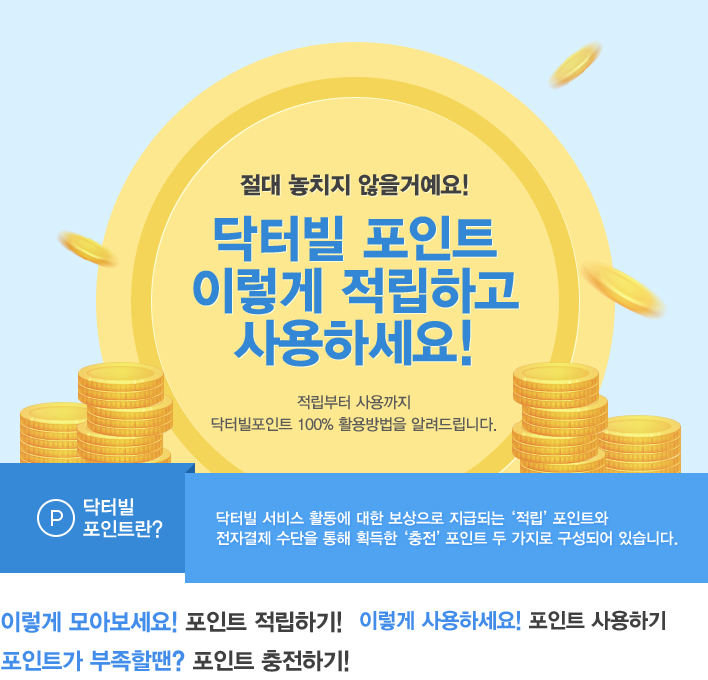 절대 놓치지 않을거예요!
닥터빌 포인트
이렇게 적립하고
사용하세요!
적립부터 사용까지
닥터빌포인트 100% 활용방법을 알려드립니다.
P 닥터빌
포인트란?
닥터빌 서비스 활동에 대한 보상으로 지급되는 ‘적립’ 포인트와
전자결제 수단을 통해 획득한 ‘충전’ 포인트 두 가지로 구성되어 있습니다.
이렇게 모아보세요! 포인트 적립하기!
이렇게 사용하세요! 포인트 사용하기
포인트가 부족할땐? 포인트 충전하기!